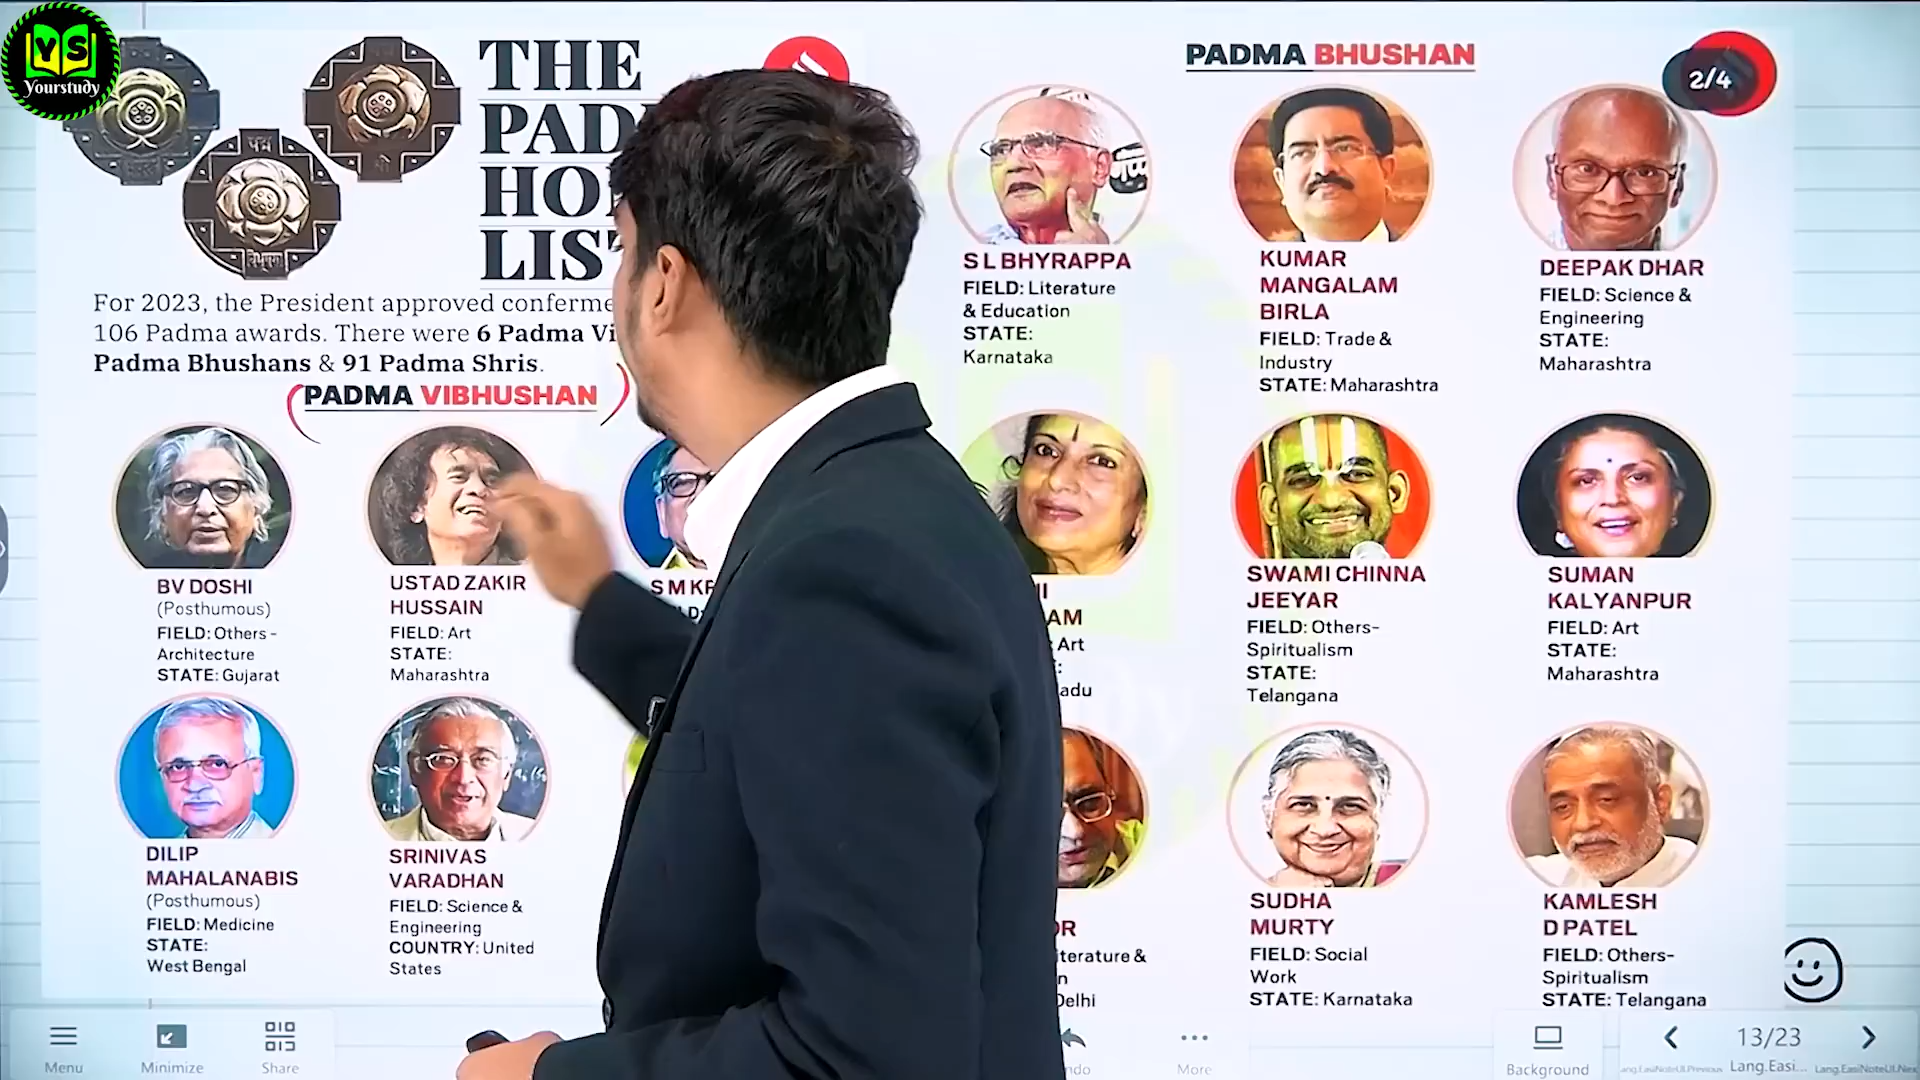 YS
Yourstudy
पद्म
THE
LIS
For 2023, the President approved
106 Padma awards. There were 6 Padma
Padma Bhushans & 91 Padma Shris.
PADMA VIBHUSHAN
BV DOSHI
(Posthumous)
FIELD: Others -
Architecture
STATE: Gujarat
USTAD ZAKIR
HUSSAIN
FIELD: Art
STATE:
Maharashtra
S M
DILIP
MAHALANABIS
(Posthumous)
FIELD: Medicine
STATE:
West Bengal
SRINIVAS
VARADHAN
FIELD: Science &
Engineering
COUNTRY: United
States
PADMA BHUSHAN
2/4
S L BHYRAPPA
FIELD: Literature
& Education
STATE:
Karnataka
KUMAR
MANGALAM
BIRLA
FIELD: Trade &
Industry
STATE: Maharashtra
DEEPAK DHAR
FIELD: Science &
Engineering
STATE:
Maharashtra
AM
Art
adu
SWAMI CHINNA
JEEYAR
FIELD: Others-
Spiritualism
STATE:
Telangana
SUMAN
KALYANPUR
FIELD: Art
STATE:
Maharashtra
iterature &
Delhi
SUDHA
MURTY
FIELD: Social
Work
STATE: Karnataka
KAMLESH
D PATEL
FIELD: Others-
Spiritualism
STATE: Telangana
Menu
Minimize
Share
More
Background
13/23
Lang.Easi...